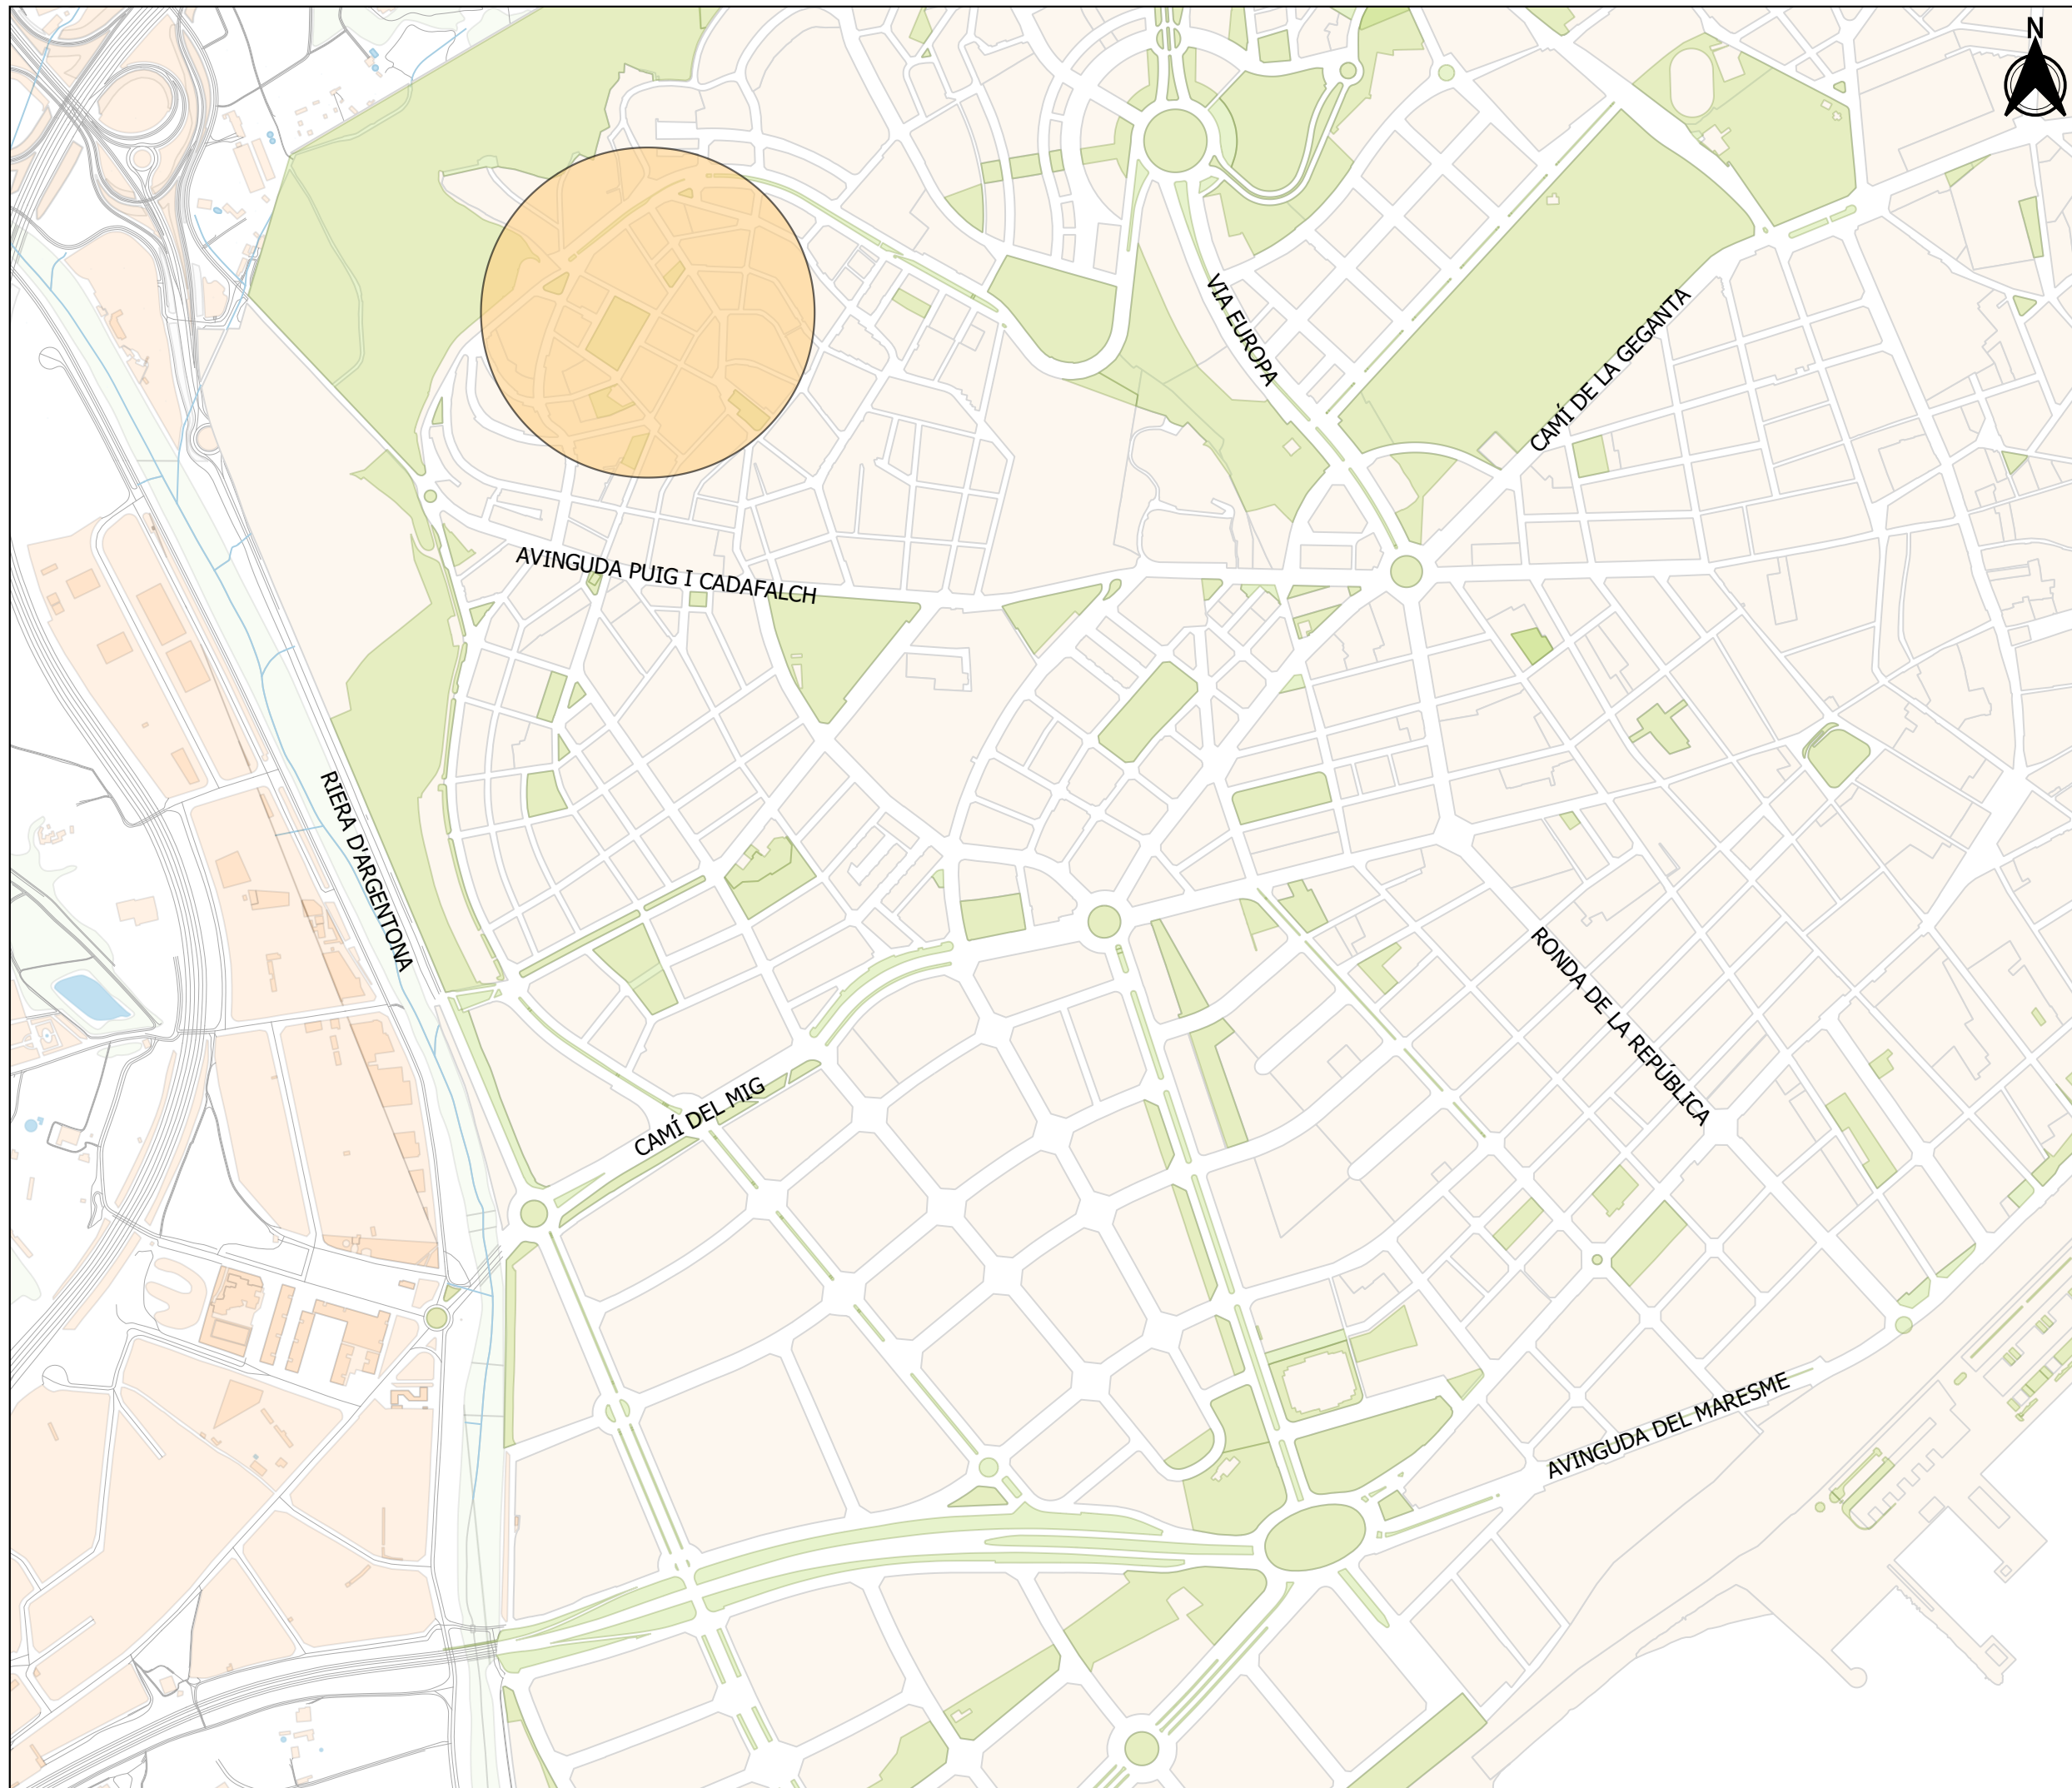 N
VIA EUROPA
CAMÍ DE LA GEGANTA
AVINGUDA PUIG I CADAFALCH
RIERA D'ARGENTONA
RONDA DE LA REPÚBLICA
CAMÍ DEL MIG
AVINGUDA DEL MARESME